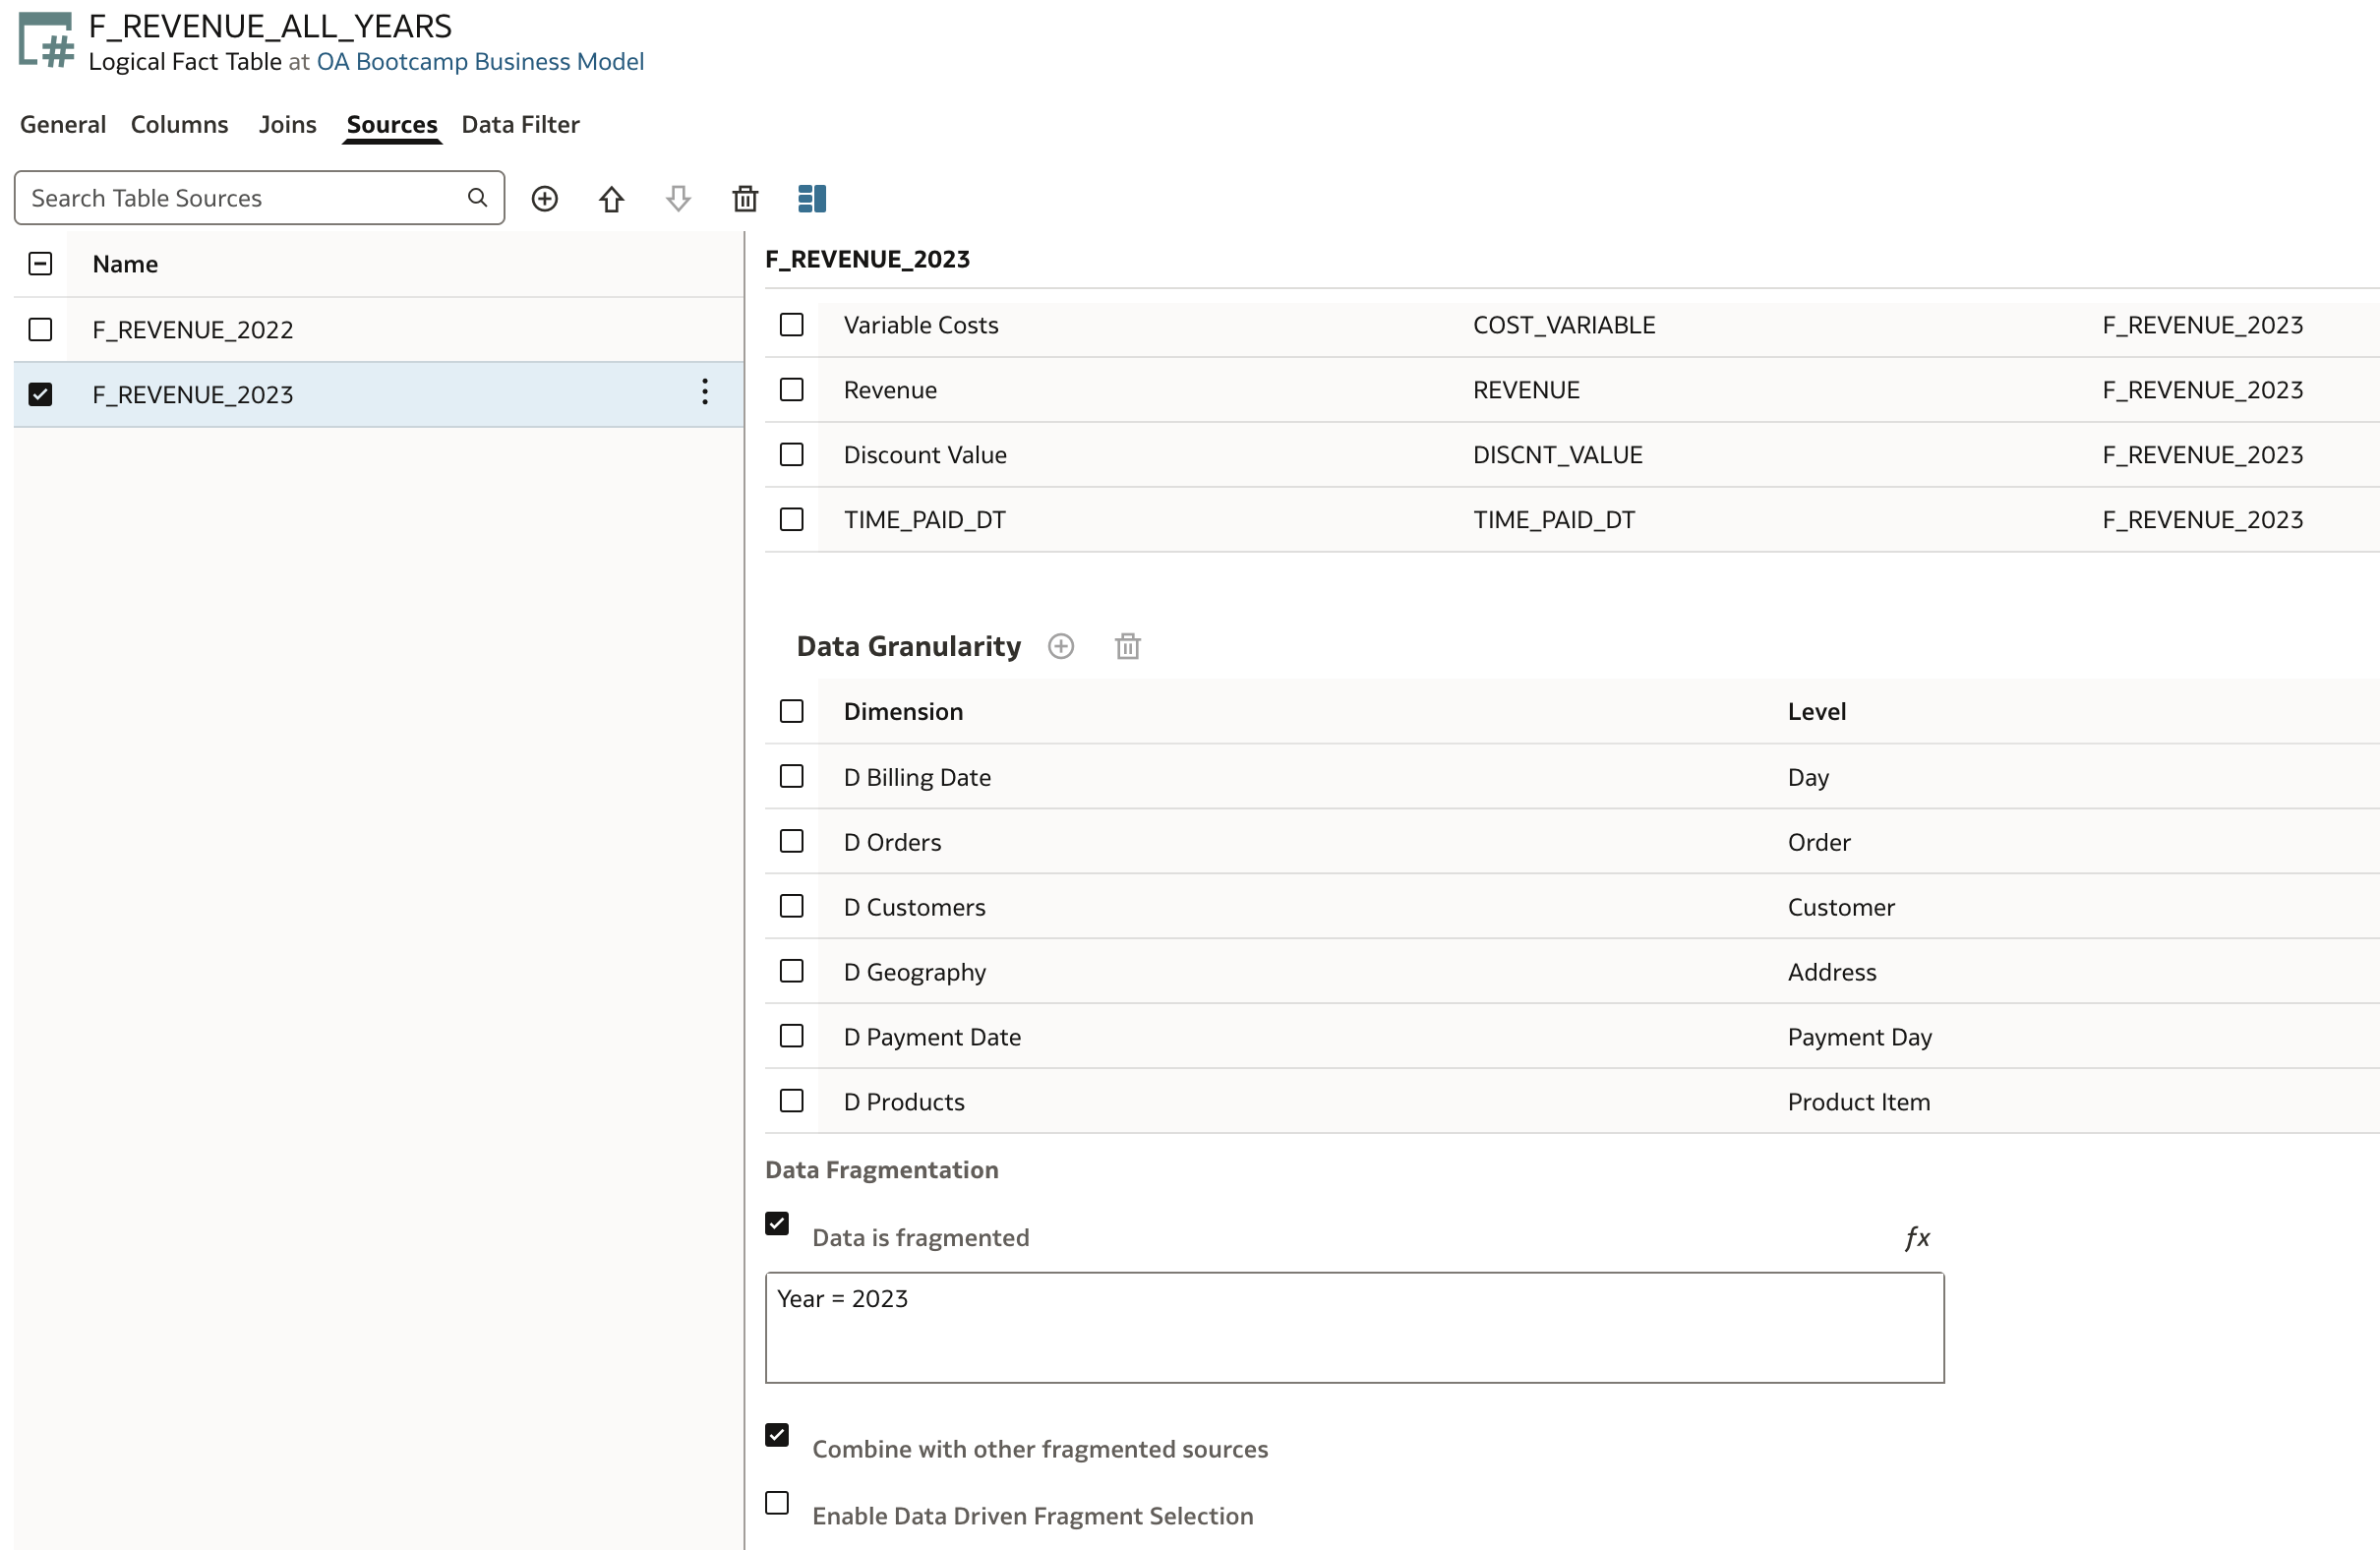 F_REVENUE_ALL_YEARS
Logical Fact Table at OA Bootcamp Business Model
General Columns Joins Sources Data Filter
Search Table Sources
Name
F_REVENUE_2022
F_REVENUE_2023
F_REVENUE_2023
Variable Costs COST_VARIABLE F_REVENUE_2023
Revenue REVENUE F_REVENUE_2023
Discount Value DISCNT_VALUE F_REVENUE_2023
TIME_PAID_DT TIME_PAID_DT F_REVENUE_2023
Data Granularity
Dimension Level
D Billing Date Day
D Orders Order
D Customers Customer
D Geography Address
D Payment Date Payment Day
D Products Product Item
Data Fragmentation
Data is fragmented fx
Year = 2023
Combine with other fragmented sources
Enable Data Driven Fragment Selection